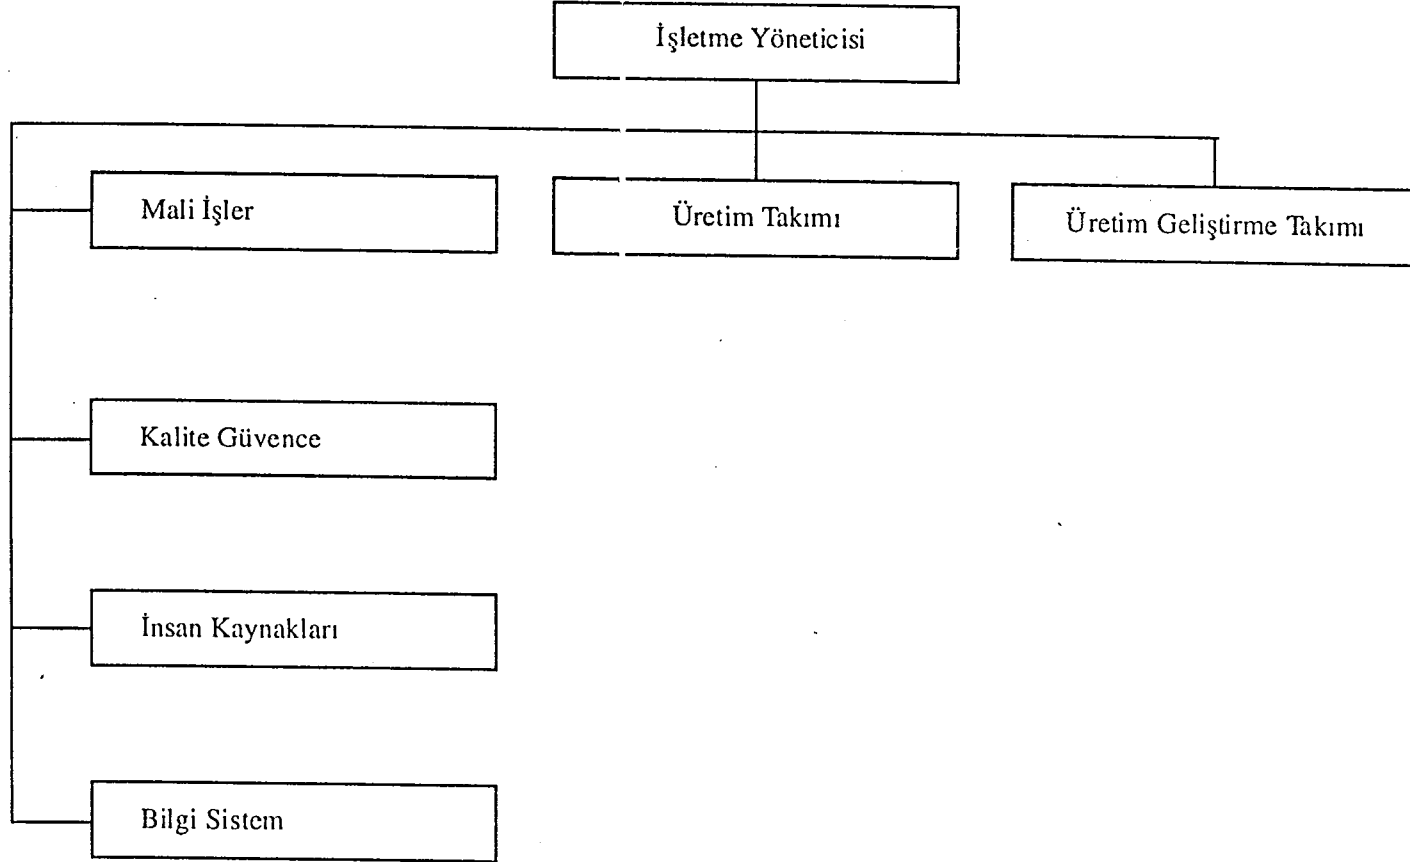 İşletme Yöneticisi
Mali İşler
Üretim Takımı
Üretim Geliştirme Takımı
Kalite Güvence
İnsan Kaynakları
Bilgi Sistem